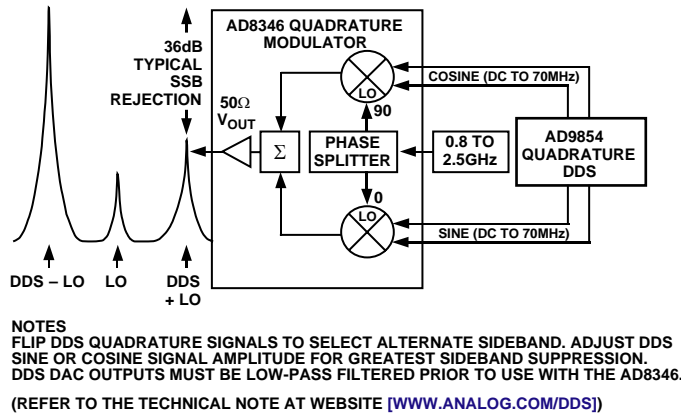 AD8346 QUADRATURE
MODULATOR
36dB
TYPICAL
SSB
REJECTION
50Ω
VOUT
LO
90
COSINE (DC TO 70MHz)
Σ
PHASE
SPLITTER
0.8 TO
2.5GHz
AD9854
QUADRATURE
DDS
0
LO
SINE (DC TO 70MHz)
DDS – LO
LO
DDS
+ LO
NOTES
FLIP DDS QUADRATURE SIGNALS TO SELECT ALTERNATE SIDEBAND. ADJUST DDS
SINE OR COSINE SIGNAL AMPLITUDE FOR GREATEST SIDEBAND SUPPRESSION.
DDS DAC OUTPUTS MUST BE LOW-PASS FILTERED PRIOR TO USE WITH THE AD8346.
(REFER TO THE TECHNICAL NOTE AT WEBSITE [WWW.ANALOG.COM/DDS])